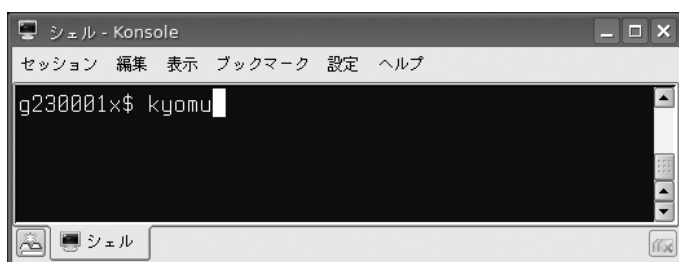 シェル - Konsole
セッション 編集 表示 ブックマーク 設定 ヘルプ
g230001x$ kyomu
シェル